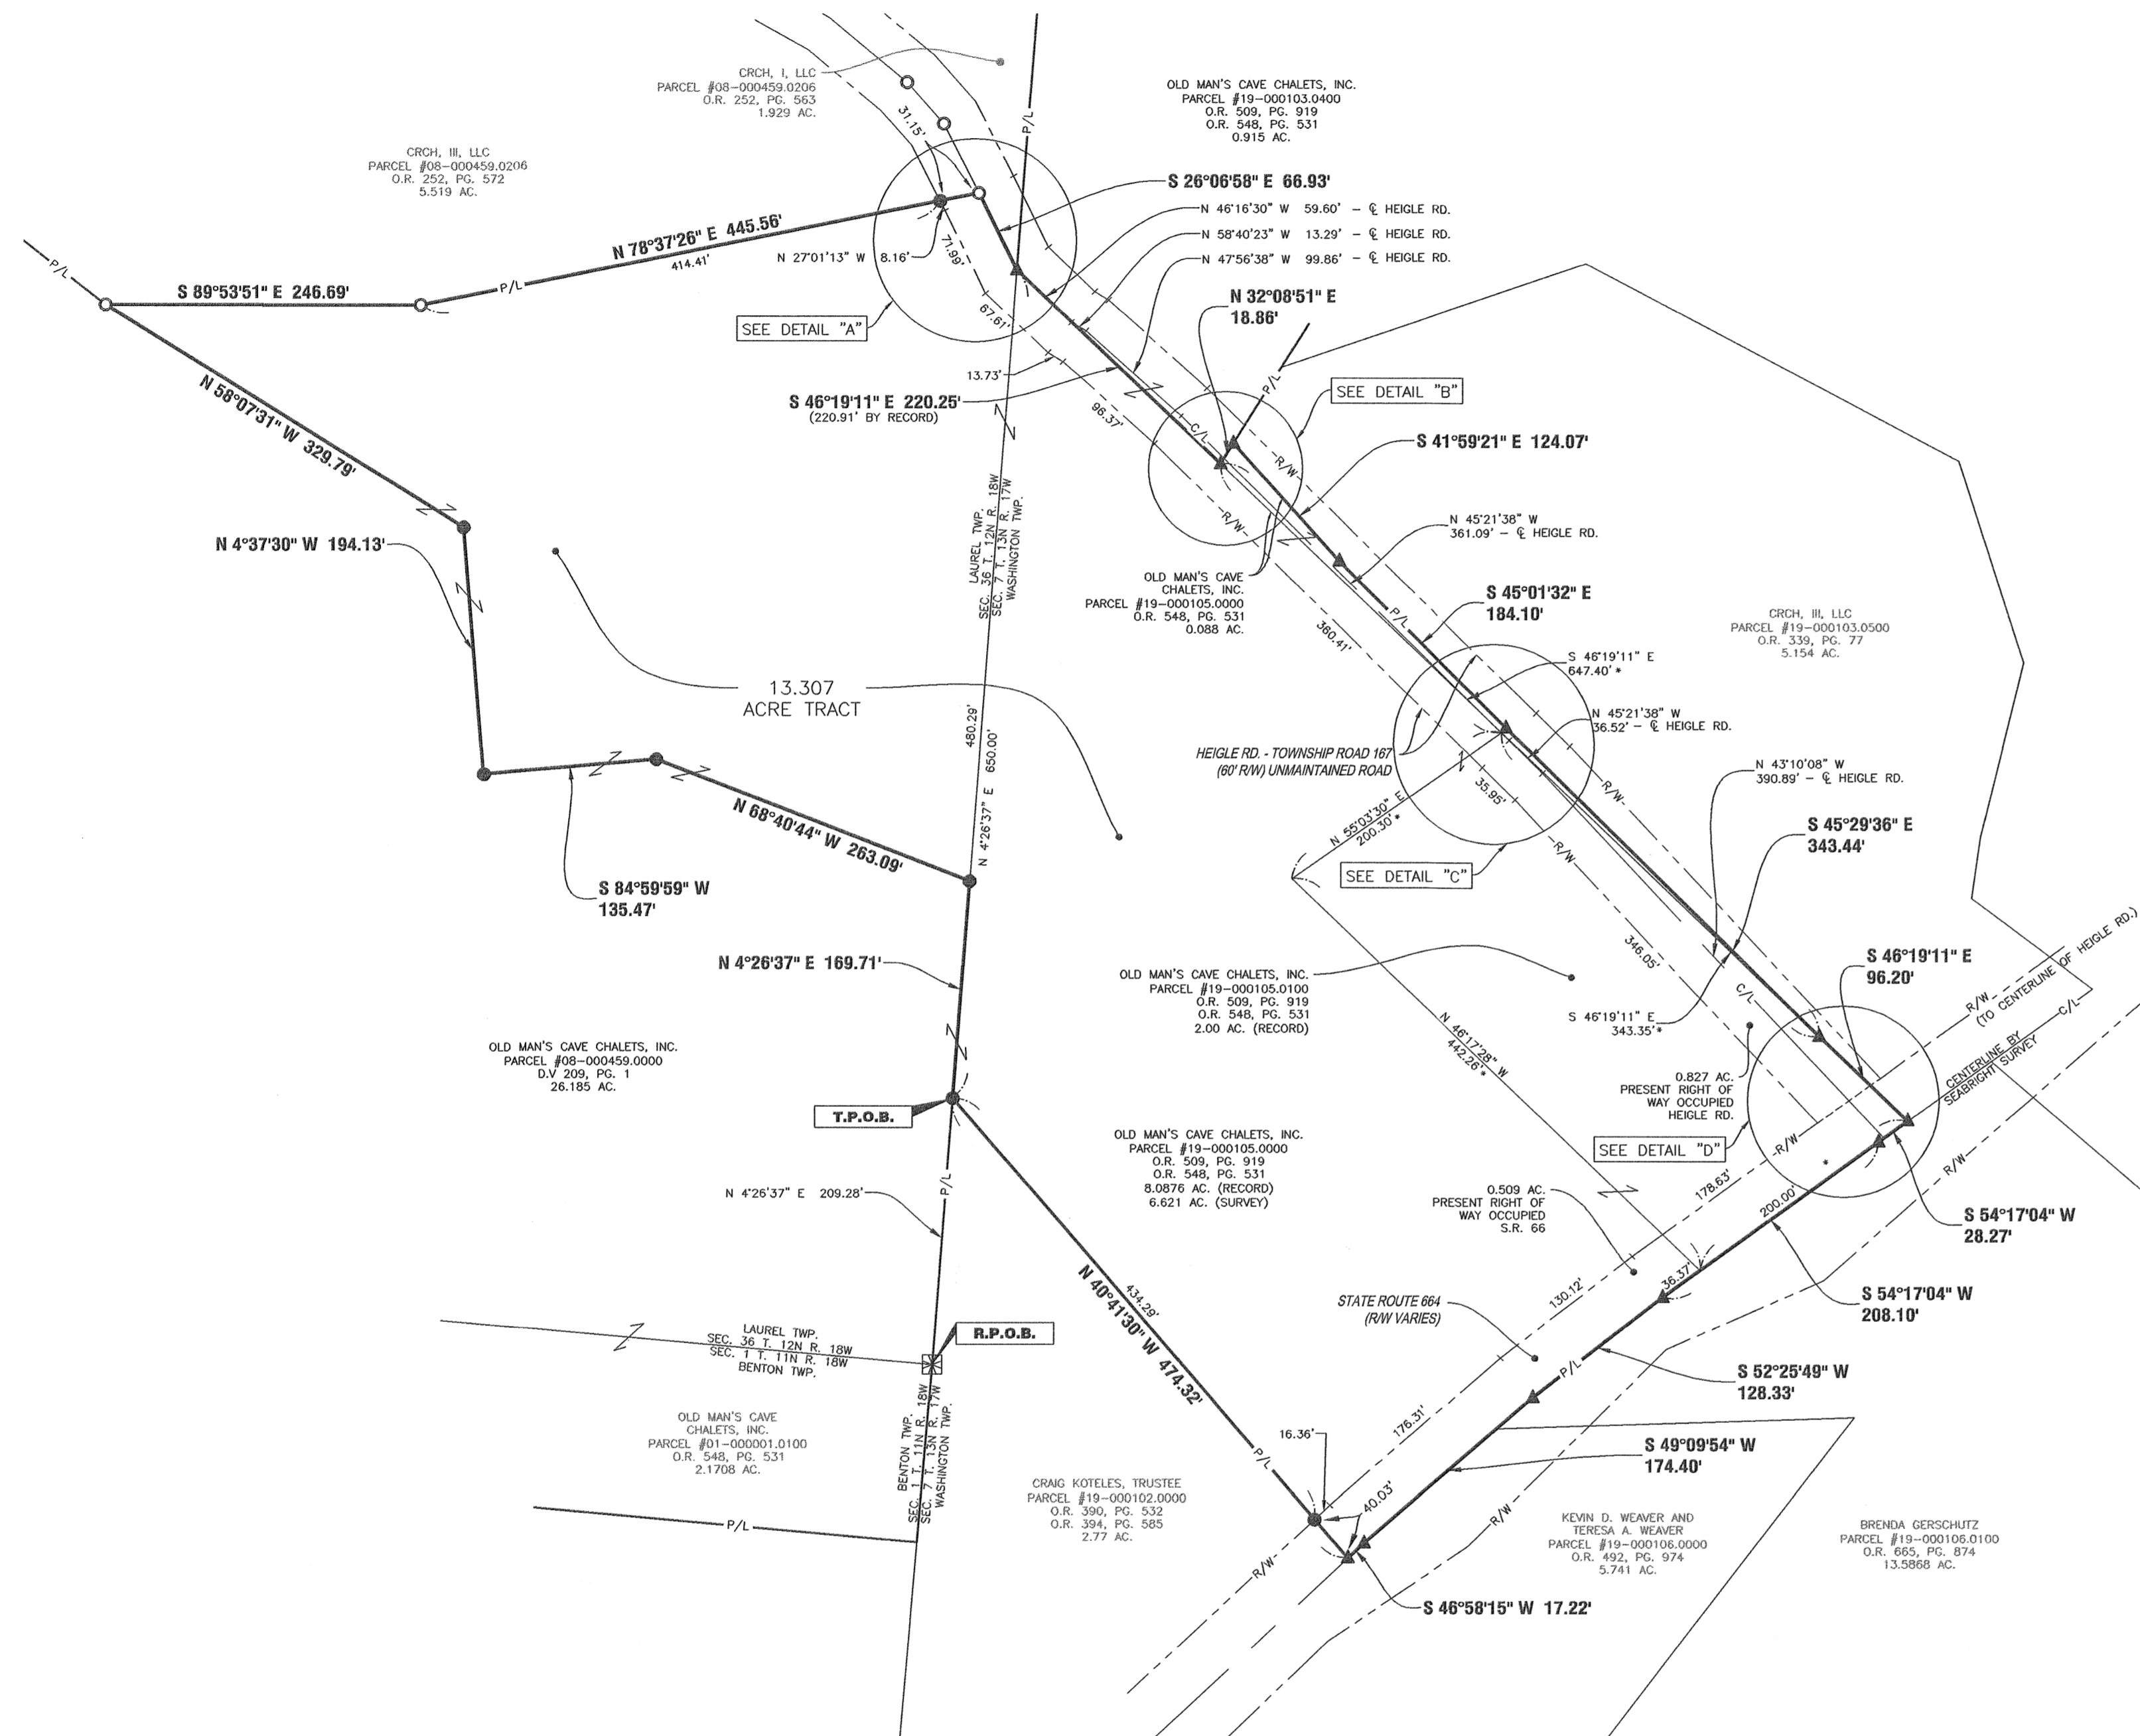 CRCH, I, LLC
PARCEL #08-000459.0206
O.R. 252, PG. 563
1.929 AC.
OLD MAN'S CAVE CHALETS, INC.
PARCEL #19-000103.0400
O.R. 509, PG. 919
O.R. 548, PG. 531
0.915 AC.
CRCH, III, LLC
PARCEL #08-000459.0206
O.R. 252, PG. 572
5.519 AC.
31.15'
P/L
S 26°06'58" E 66.93'
N 46°16'30" W 59.60' - ℄ HEIGLE RD.
N 58°40'23" W 13.29' - ℄ HEIGLE RD.
N 47°56'38" W 99.86' - ℄ HEIGLE RD.
N 78°37'26" E 445.56'
414.41'
N 27°01'13" W 8.16'
71.99'
P/L
P/L
S 89°53'51" E 246.69'
N 32°08'51" E
18.86'
67.61'
SEE DETAIL "A"
13.73'
S 46°19'11" E 220.25'
(220.91' BY RECORD)
96.37'
P/L
SEE DETAIL "B"
N 58°07'31" W 329.79'
C/L
R/W
S 41°59'21" E 124.07'
R/W
N 4°37'30" W 194.13'
LAUREL TWP.
SEC. 36 T. 12N R. 18W
SEC. 7 T. 13N R. 17W
WASHINGTON TWP.
N 45°21'38" W
361.09' - ℄ HEIGLE RD.
OLD MAN'S CAVE
CHALETS, INC.
PARCEL #19-000105.0000
O.R. 548, PG. 531
0.088 AC.
S 45°01'32" E
184.10'
P/L
360.41'
CRCH, III, LLC
PARCEL #19-000103.0500
O.R. 339, PG. 77
5.154 AC.
S 46°19'11" E
647.40' *
13.307
ACRE TRACT
480.29'
N 4°26'37" E 650.00'
N 45°21'38" W
36.52' - ℄ HEIGLE RD.
HEIGLE RD. - TOWNSHIP ROAD 167
(60' R/W) UNMAINTAINED ROAD
N 43°10'08" W
390.89' - ℄ HEIGLE RD.
35.95'
R/W
N 55°03'30" E
200.30' *
R/W
N 68°40'44" W 263.09'
S 45°29'36" E
343.44'
SEE DETAIL "C"
S 84°59'59" W
135.47'
N 4°26'37" E 169.71'
346.05'
S 46°19'11" E
96.20'
OLD MAN'S CAVE CHALETS, INC.
PARCEL #19-000105.0100
O.R. 509, PG. 919
O.R. 548, PG. 531
2.00 AC. (RECORD)
C/L
R/W
(TO CENTERLINE OF HEIGLE RD.)
C/L
S 46°19'11" E
343.35' *
N 46°17'28" W
442.26' *
CENTERLINE BY
SEABRIGHT SURVEY
OLD MAN'S CAVE CHALETS, INC.
PARCEL #08-000459.0000
D.V 209, PG. 1
26.185 AC.
0.827 AC.
PRESENT RIGHT OF
WAY OCCUPIED
HEIGLE RD.
T.P.O.B.
OLD MAN'S CAVE CHALETS, INC.
PARCEL #19-000105.0000
O.R. 509, PG. 919
O.R. 548, PG. 531
8.0876 AC. (RECORD)
6.621 AC. (SURVEY)
SEE DETAIL "D"
R/W
*
R/W
178.63'
N 4°26'37" E 209.28'
P/L
0.509 AC.
PRESENT RIGHT OF
WAY OCCUPIED
S.R. 66
200.00'
S 54°17'04" W
28.27'
36.37'
S 54°17'04" W
208.10'
434.29'
N 40°41'30" W 474.32'
130.12'
STATE ROUTE 664
(R/W VARIES)
LAUREL TWP.
SEC. 36 T. 12N R. 18W
SEC. 1 T. 11N R. 18W
BENTON TWP.
R.P.O.B.
P/L
S 52°25'49" W
128.33'
BENTON TWP.
SEC. 1 T. 11N R. 18W
SEC. 7 T. 13N R. 17W
WASHINGTON TWP.
OLD MAN'S CAVE
CHALETS, INC.
PARCEL #01-000001.0100
O.R. 548, PG. 531
2.1708 AC.
176.31'
16.36'
P/L
S 49°09'54" W
174.40'
CRAIG KOTELES, TRUSTEE
PARCEL #19-000102.0000
O.R. 390, PG. 532
O.R. 394, PG. 585
2.77 AC.
40.03'
P/L
R/W
R/W
KEVIN D. WEAVER AND
TERESA A. WEAVER
PARCEL #19-000106.0000
O.R. 492, PG. 974
5.741 AC.
BRENDA GERSCHUTZ
PARCEL #19-000106.0100
O.R. 665, PG. 874
13.5868 AC.
S 46°58'15" W 17.22'